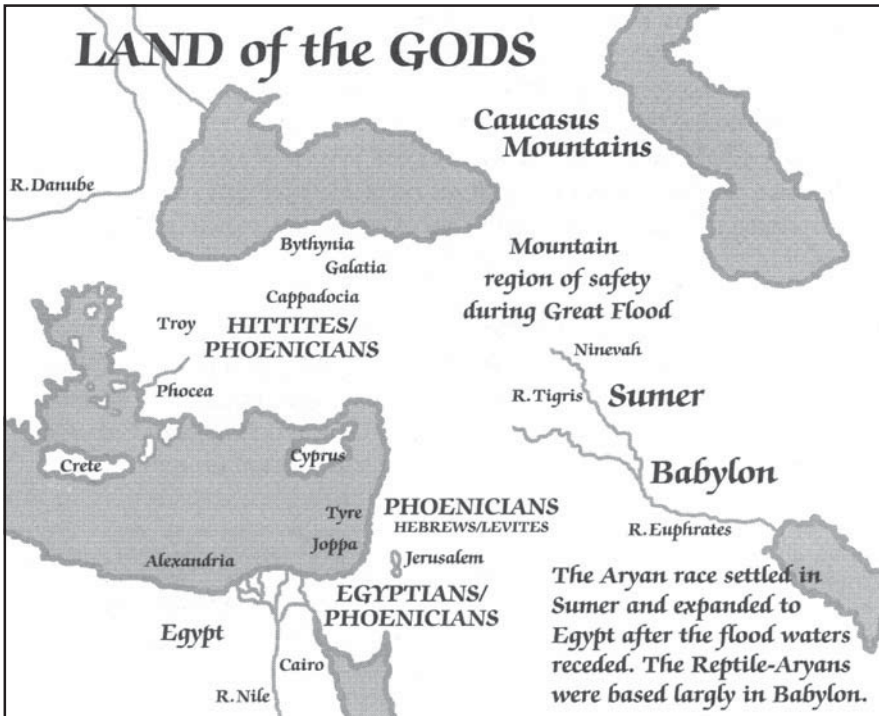 LAND of the GODS
Caucasus
Mountains
R. Danube
Bythynia
Galatia
Cappadocia
Mountain
region of safety
during Great Flood
Troy
HITTITES/
PHOENICIANS
Phocea
Ninevah
R. Tigris
Sumer
Crete
Cyprus
Babylon
Tyre
PHOENICIANS
HEBREWS/LEVITES
R. Euphrates
Joppa
Jerusalem
Alexandria
EGYPTIANS/
PHOENICIANS
Egypt
Cairo
R. Nile
The Aryan race settled in
Sumer and expanded to
Egypt after the flood waters
receded. The Reptile-Aryans
were based largely in Babylon.